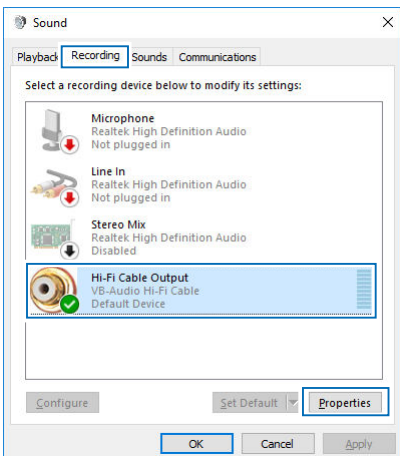 Sound
Playback Recording Sounds Communications
Select a recording device below to modify its settings:
Microphone
Realtek High Definition Audio
Not plugged in
Line In
Realtek High Definition Audio
Not plugged in
Stereo Mix
Realtek High Definition Audio
Disabled
Hi-Fi Cable Output
VB-Audio Hi-Fi Cable
Default Device
Configure Set Default Properties
OK Cancel Apply